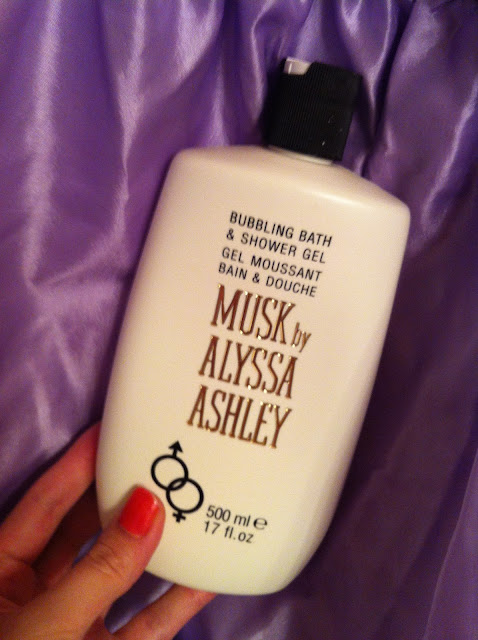 BUBBLING BATH
& SHOWER GEL
GEL MOUSSANT
BAIN & DOUCHE
MUSK by
ALYSSA
ASHLEY
500 ml ℮
17 fl.oz